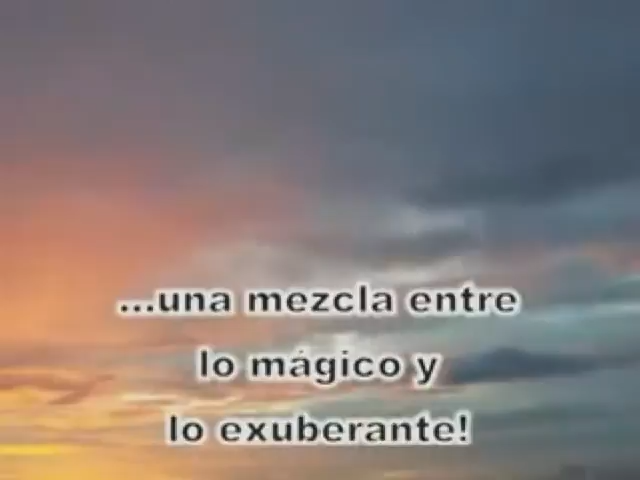 ...una mezcla entre
lo mágico y
lo exuberante!